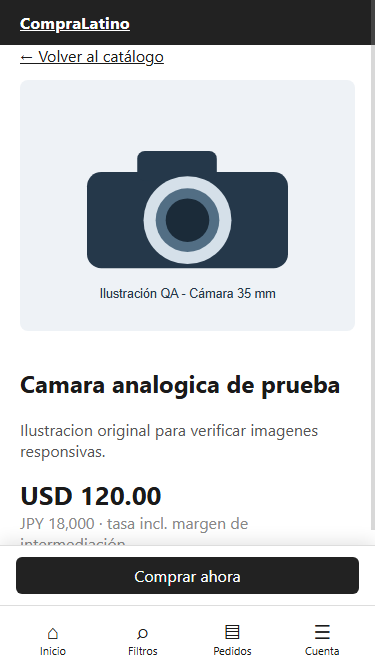 CompraLatino
← Volver al catálogo
Ilustración QA - Cámara 35 mm
Camara analogica de prueba
Ilustracion original para verificar imagenes
responsivas.
USD 120.00
JPY 18,000 · tasa incl. margen de
intermediación
Comprar ahora
Inicio
Filtros
Pedidos
Cuenta